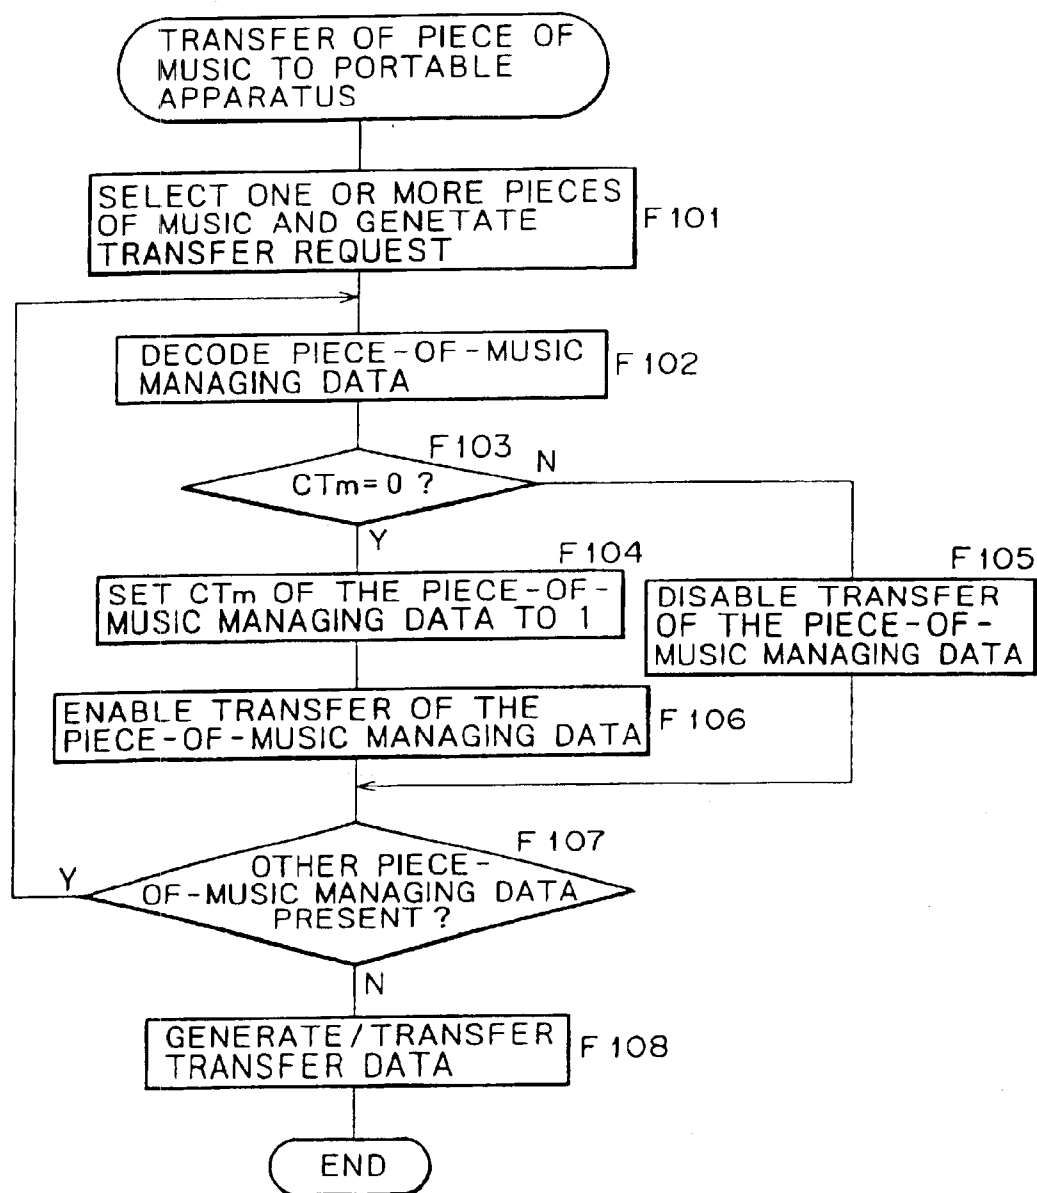 TRANSFER OF PIECE OF
MUSIC TO PORTABLE
APPARATUS
SELECT ONE OR MORE PIECES
OF MUSIC AND GENETATE
TRANSFER REQUEST
F101
DECODE PIECE-OF-MUSIC
MANAGING DATA
F102
F103
CTm=0?
N
Y
F104
SET CTm OF THE PIECE-OF-
MUSIC MANAGING DATA TO 1
F105
DISABLE TRANSFER
OF THE PIECE-OF-
MUSIC MANAGING DATA
ENABLE TRANSFER OF THE
PIECE-OF-MUSIC MANAGING DATA
F106
F107
OTHER PIECE-
OF-MUSIC MANAGING DATA
PRESENT?
Y
N
GENERATE/TRANSFER
TRANSFER DATA
F108
END